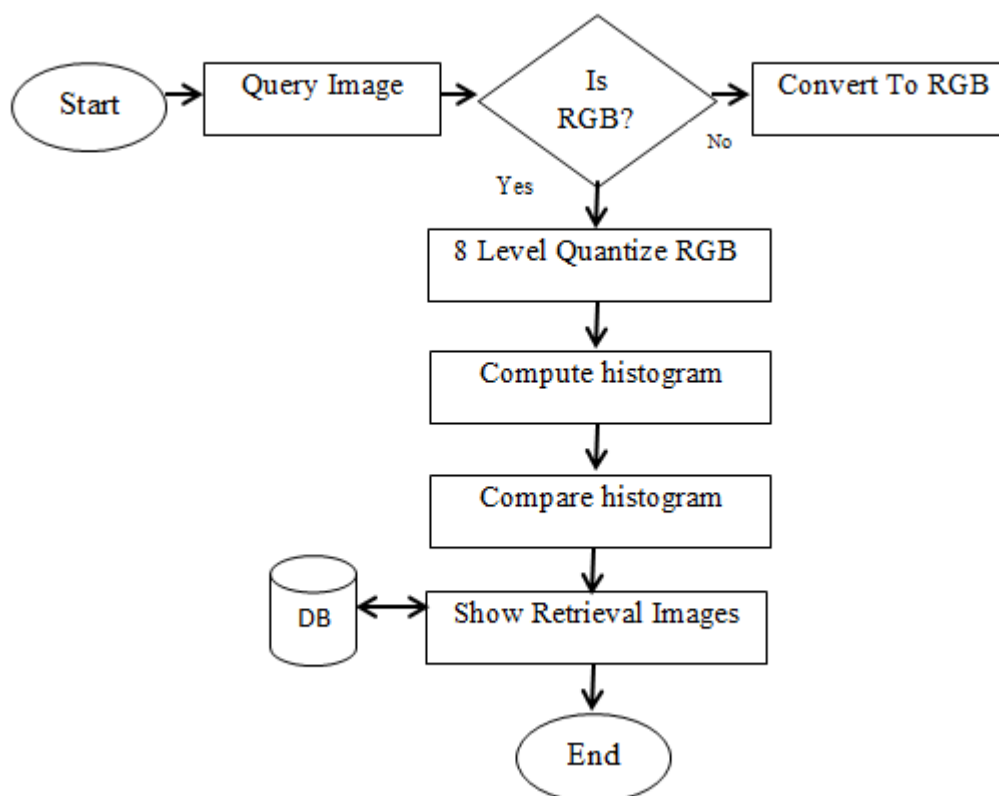 Start
Query Image
Is
RGB?
Convert To RGB
No
Yes
8 Level Quantize RGB
Compute histogram
Compare histogram
DB
Show Retrieval Images
End